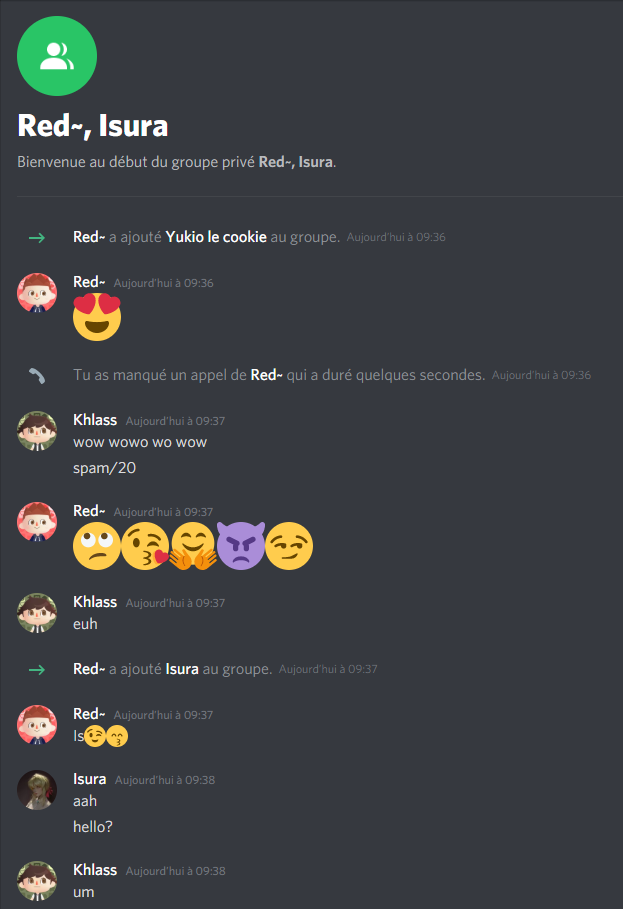 Red~, Isura
Bienvenue au début du groupe privé Red~, Isura.
Red~ a ajouté Yukio le cookie au groupe. Aujourd'hui à 09:36
Red~ Aujourd'hui à 09:36
😍
Tu as manqué un appel de Red~ qui a duré quelques secondes. Aujourd'hui à 09:36
Khlass Aujourd'hui à 09:37
wow wowo wo wow
spam/20
Red~ Aujourd'hui à 09:37
🙄😘🤗👿😏
Khlass Aujourd'hui à 09:37
euh
Red~ a ajouté Isura au groupe. Aujourd'hui à 09:37
Red~ Aujourd'hui à 09:37
Is😉😙
Isura Aujourd'hui à 09:38
aah
hello?
Khlass Aujourd'hui à 09:38
um